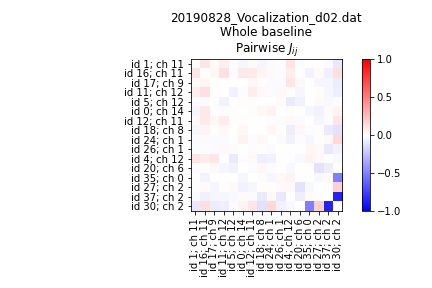 20190828_Vocalization_d02.dat
Whole baseline
Pairwise J_ij
id 1; ch 11
id 16; ch 11
id 17; ch 9
id 11; ch 12
id 5; ch 12
id 0; ch 14
id 12; ch 11
id 18; ch 8
id 24; ch 1
id 26; ch 1
id 4; ch 12
id 20; ch 6
id 35; ch 0
id 27; ch 2
id 37; ch 2
id 30; ch 2
1.0
0.5
0.0
−0.5
−1.0
id 1; ch 11
id 16; ch 11
id 17; ch 9
id 11; ch 12
id 5; ch 12
id 0; ch 14
id 12; ch 11
id 18; ch 8
id 24; ch 1
id 26; ch 1
id 4; ch 12
id 20; ch 6
id 35; ch 0
id 27; ch 2
id 37; ch 2
id 30; ch 2